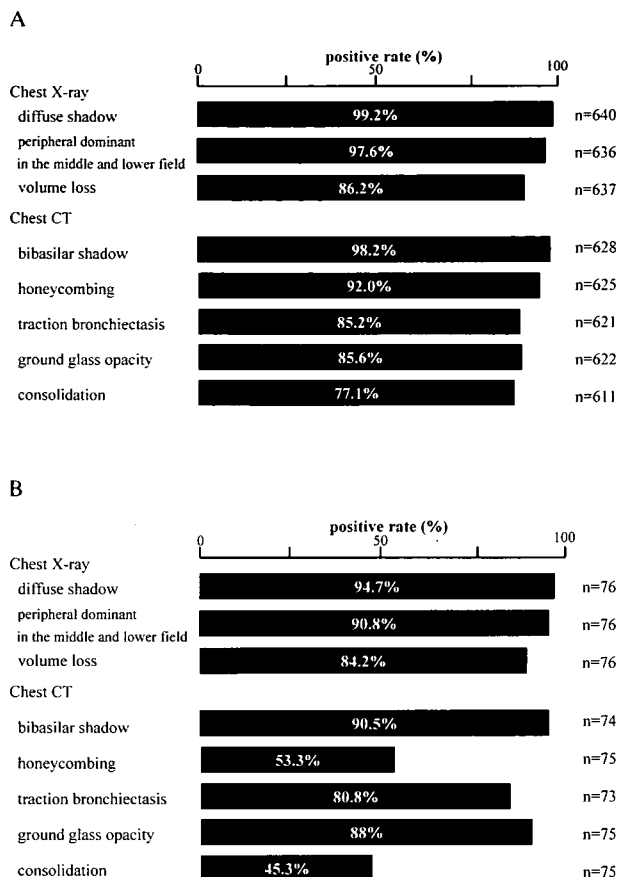 A
positive rate (%)
0 50 100
Chest X-ray
diffuse shadow 99.2% n=640
peripheral dominant
in the middle and lower field 97.6% n=636
volume loss 86.2% n=637
Chest CT
bibasilar shadow 98.2% n=628
honeycombing 92.0% n=625
traction bronchiectasis 85.2% n=621
ground glass opacity 85.6% n=622
consolidation 77.1% n=611
B
positive rate (%)
0 50 100
Chest X-ray
diffuse shadow 94.7% n=76
peripheral dominant
in the middle and lower field 90.8% n=76
volume loss 84.2% n=76
Chest CT
bibasilar shadow 90.5% n=74
honeycombing 53.3% n=75
traction bronchiectasis 80.8% n=73
ground glass opacity 88% n=75
consolidation 45.3% n=75